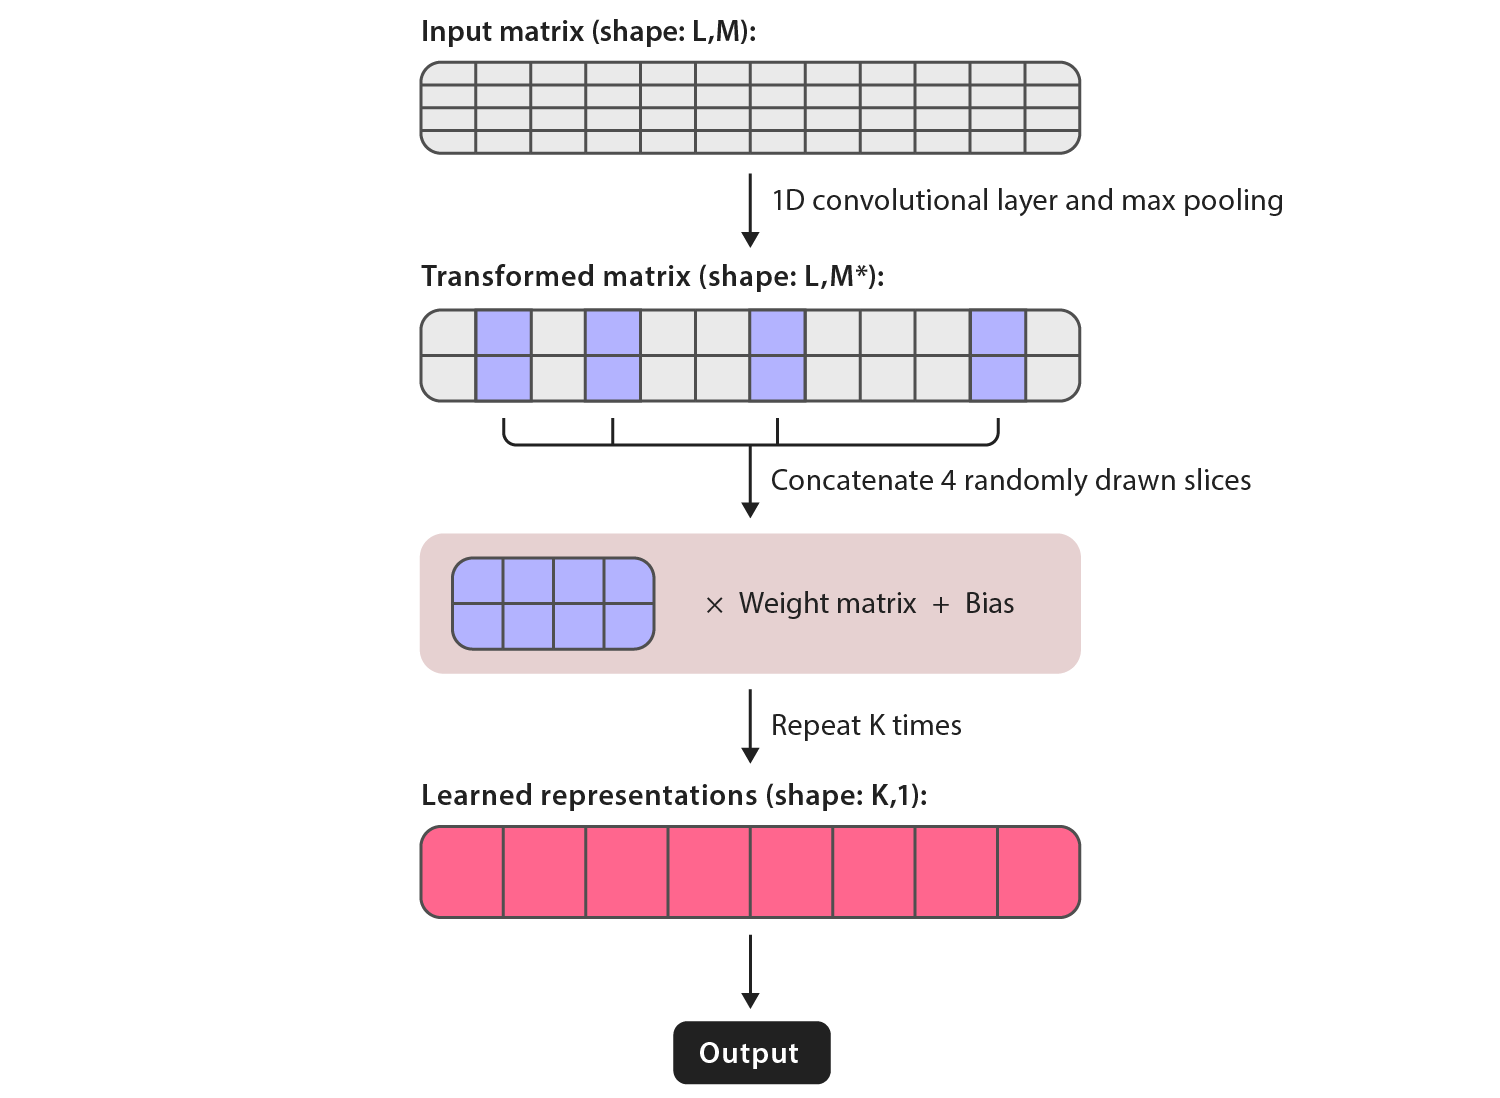 Input matrix (shape: L,M):
1D convolutional layer and max pooling
Transformed matrix (shape: L,M*):
Concatenate 4 randomly drawn slices
× Weight matrix + Bias
Repeat K times
Learned representations (shape: K,1):
Output